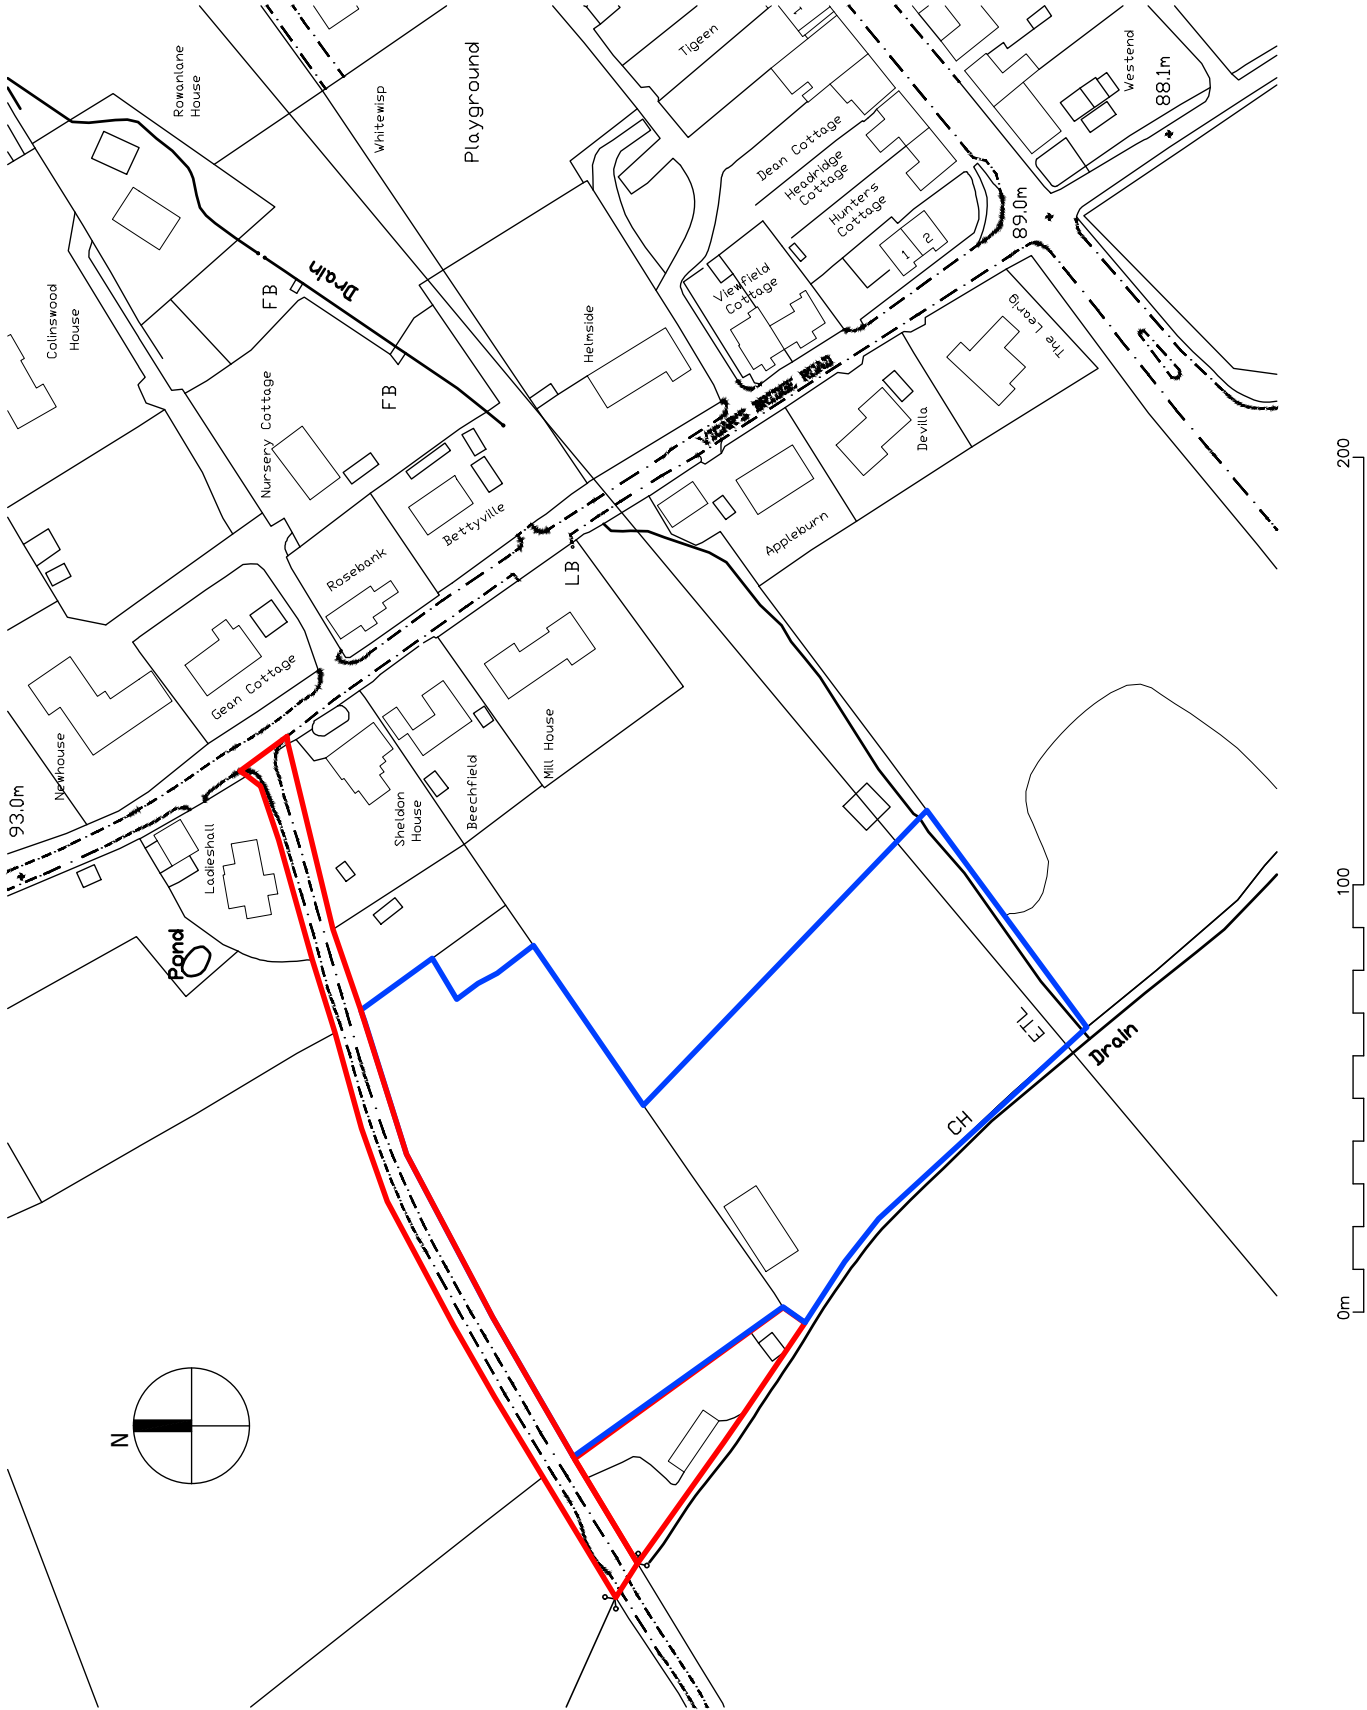 Rowanlane
House
Whitewisp
Playground
Tigeen
1
Westend
88.1m
Dean Cottage
Headridge
Cottage
Hunters
Cottage
1
2
89.0m
Colinswood
House
FB
Drain
FB
Viewfield
Cottage
Helmside
The Learig
Nursery Cottage
VICAR'S BRIDGE ROAD
Devilla
Bettyville
Appleburn
Rosebank
LB
Gean Cottage
Newhouse
93.0m
Mill House
Beechfield
Sheldon
House
Ladieshall
Pond
ETL
Drain
CH
N
0m
100
200